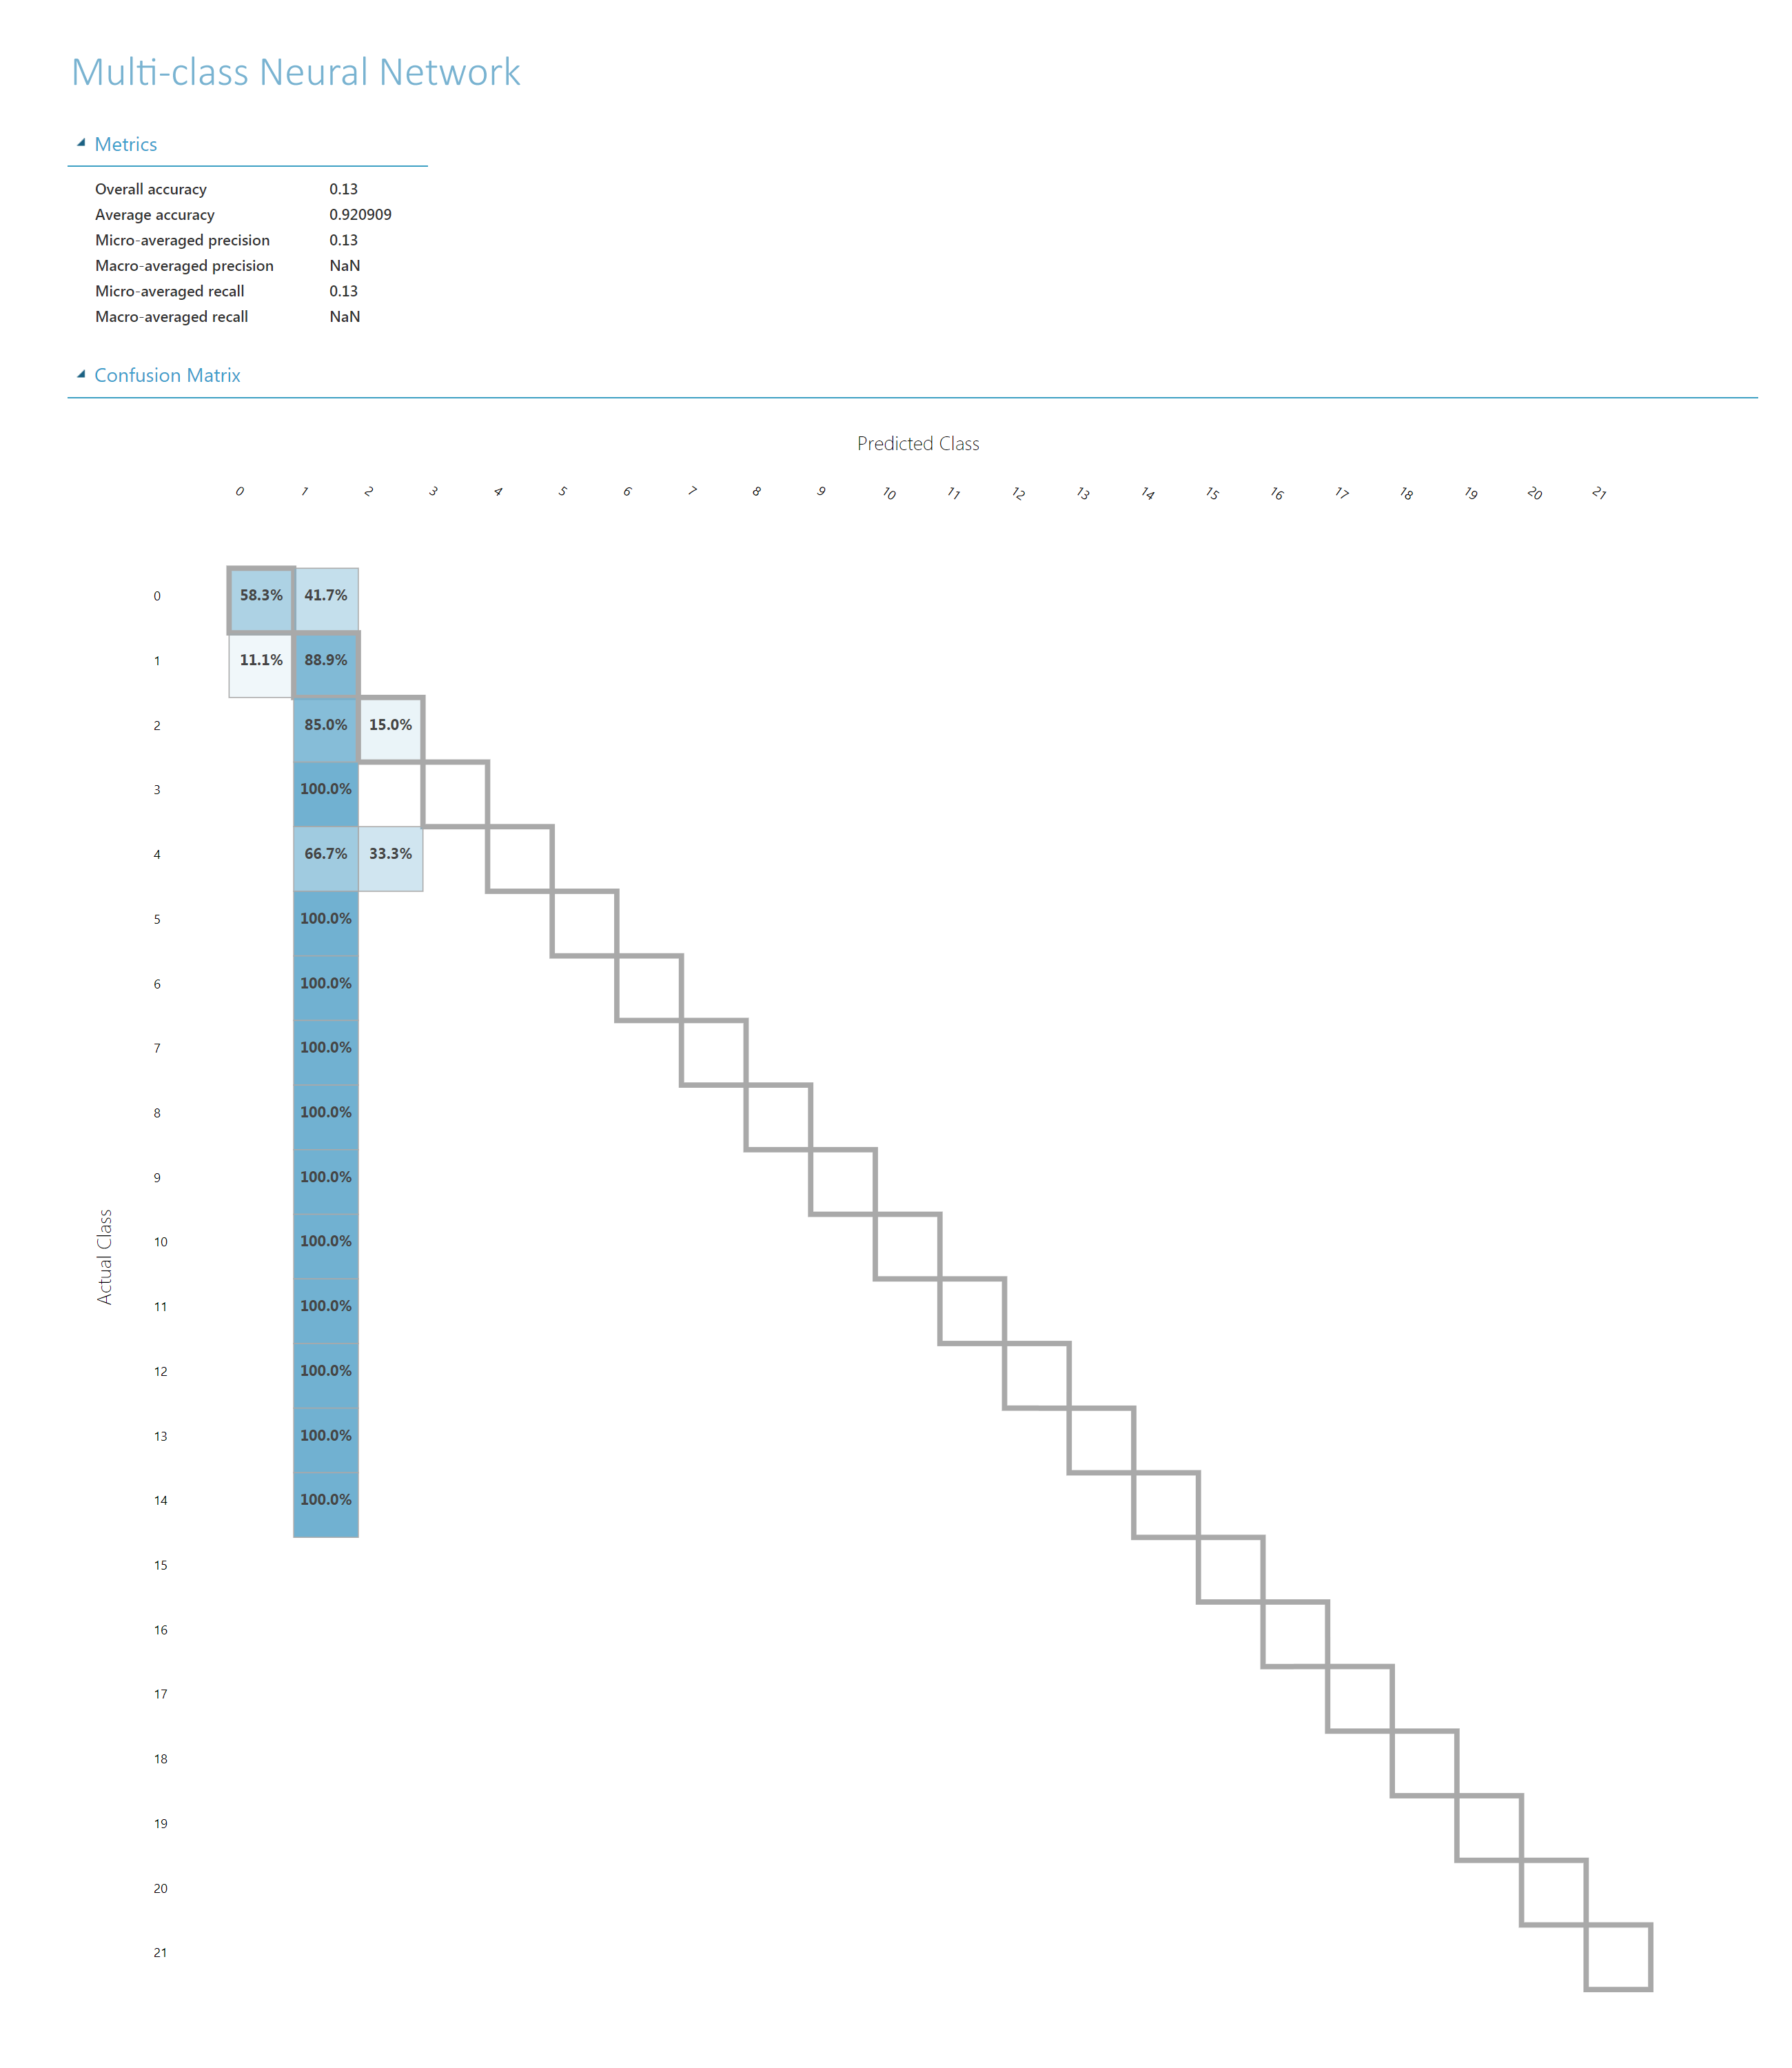 Multi-class Neural Network
Metrics
Overall accuracy 0.13
Average accuracy 0.920909
Micro-averaged precision 0.13
Macro-averaged precision NaN
Micro-averaged recall 0.13
Macro-averaged recall NaN
Confusion Matrix
Predicted Class
0 1 2 3 4 5 6 7 8 9 10 11 12 13 14 15 16 17 18 19 20 21
0 58.3% 41.7%
1 11.1% 88.9%
2 85.0% 15.0%
3 100.0%
4 66.7% 33.3%
5 100.0%
6 100.0%
7 100.0%
8 100.0%
9 100.0%
Actual Class
10 100.0%
11 100.0%
12 100.0%
13 100.0%
14 100.0%
15
16
17
18
19
20
21